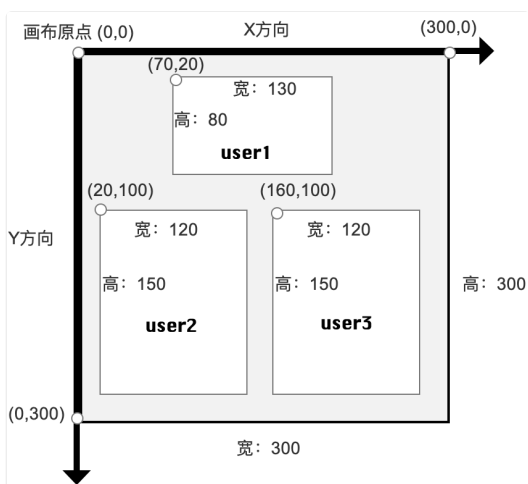 画布原点 (0,0)
X方向
(300,0)
(70,20)
宽：130
高：80
user1
(20,100)
(160,100)
宽：120
宽：120
Y方向
高：150
高：150
高：300
user2
user3
(0,300)
宽：300